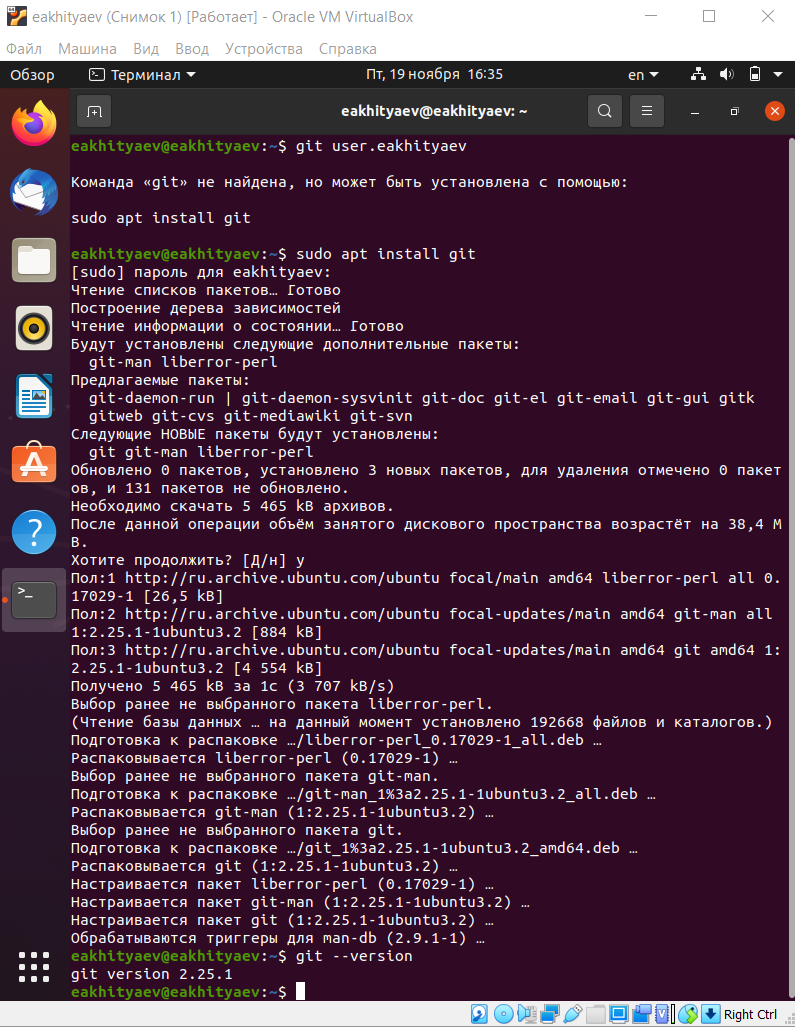 eakhityaev (Снимок 1) [Работает] - Oracle VM VirtualBox
Файл Машина Вид Ввод Устройства Справка
Обзор Терминал Пт, 19 ноября 16:35 en
eakhityaev@eakhityaev: ~
eakhityaev@eakhityaev:~$ git user.eakhityaev
Команда «git» не найдена, но может быть установлена с помощью:
sudo apt install git
eakhityaev@eakhityaev:~$ sudo apt install git
[sudo] пароль для eakhityaev:
Чтение списков пакетов… Готово
Построение дерева зависимостей
Чтение информации о состоянии… Готово
Будут установлены следующие дополнительные пакеты:
  git-man liberror-perl
Предлагаемые пакеты:
  git-daemon-run | git-daemon-sysvinit git-doc git-el git-email git-gui gitk
  gitweb git-cvs git-mediawiki git-svn
Следующие НОВЫЕ пакеты будут установлены:
  git git-man liberror-perl
Обновлено 0 пакетов, установлено 3 новых пакетов, для удаления отмечено 0 пакет
ов, и 131 пакетов не обновлено.
Необходимо скачать 5 465 kB архивов.
После данной операции объём занятого дискового пространства возрастёт на 38,4 M
B.
Хотите продолжить? [Д/н] y
Пол:1 http://ru.archive.ubuntu.com/ubuntu focal/main amd64 liberror-perl all 0.
17029-1 [26,5 kB]
Пол:2 http://ru.archive.ubuntu.com/ubuntu focal-updates/main amd64 git-man all
1:2.25.1-1ubuntu3.2 [884 kB]
Пол:3 http://ru.archive.ubuntu.com/ubuntu focal-updates/main amd64 git amd64 1:
2.25.1-1ubuntu3.2 [4 554 kB]
Получено 5 465 kB за 1с (3 707 kB/s)
Выбор ранее не выбранного пакета liberror-perl.
(Чтение базы данных … на данный момент установлено 192668 файлов и каталогов.)
Подготовка к распаковке …/liberror-perl_0.17029-1_all.deb …
Распаковывается liberror-perl (0.17029-1) …
Выбор ранее не выбранного пакета git-man.
Подготовка к распаковке …/git-man_1%3a2.25.1-1ubuntu3.2_all.deb …
Распаковывается git-man (1:2.25.1-1ubuntu3.2) …
Выбор ранее не выбранного пакета git.
Подготовка к распаковке …/git_1%3a2.25.1-1ubuntu3.2_amd64.deb …
Распаковывается git (1:2.25.1-1ubuntu3.2) …
Настраивается пакет liberror-perl (0.17029-1) …
Настраивается пакет git-man (1:2.25.1-1ubuntu3.2) …
Настраивается пакет git (1:2.25.1-1ubuntu3.2) …
Обрабатываются триггеры для man-db (2.9.1-1) …
eakhityaev@eakhityaev:~$ git --version
git version 2.25.1
eakhityaev@eakhityaev:~$
Right Ctrl